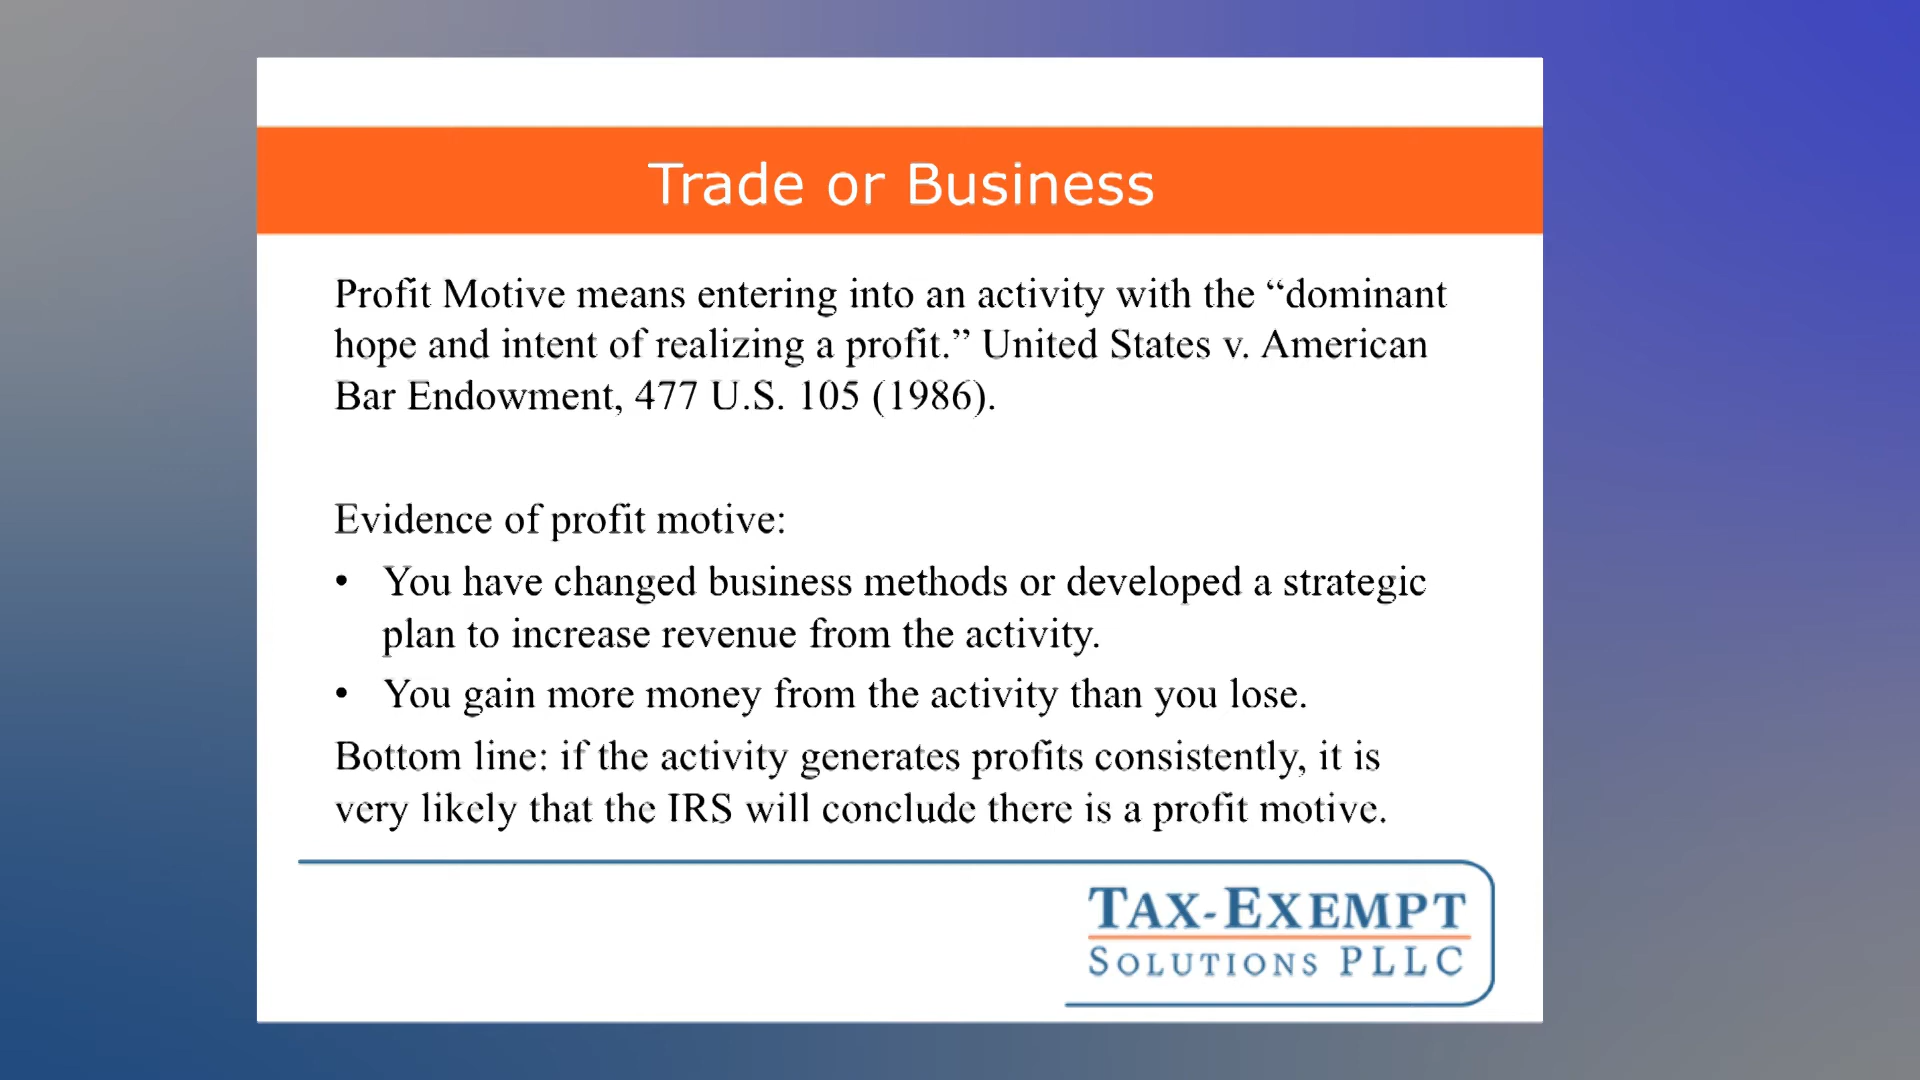 Trade or Business
Profit Motive means entering into an activity with the “dominant
hope and intent of realizing a profit.” United States v. American
Bar Endowment, 477 U.S. 105 (1986).
Evidence of profit motive:
• You have changed business methods or developed a strategic
plan to increase revenue from the activity.
• You gain more money from the activity than you lose.
Bottom line: if the activity generates profits consistently, it is
very likely that the IRS will conclude there is a profit motive.
TAX-EXEMPT
SOLUTIONS PLLC